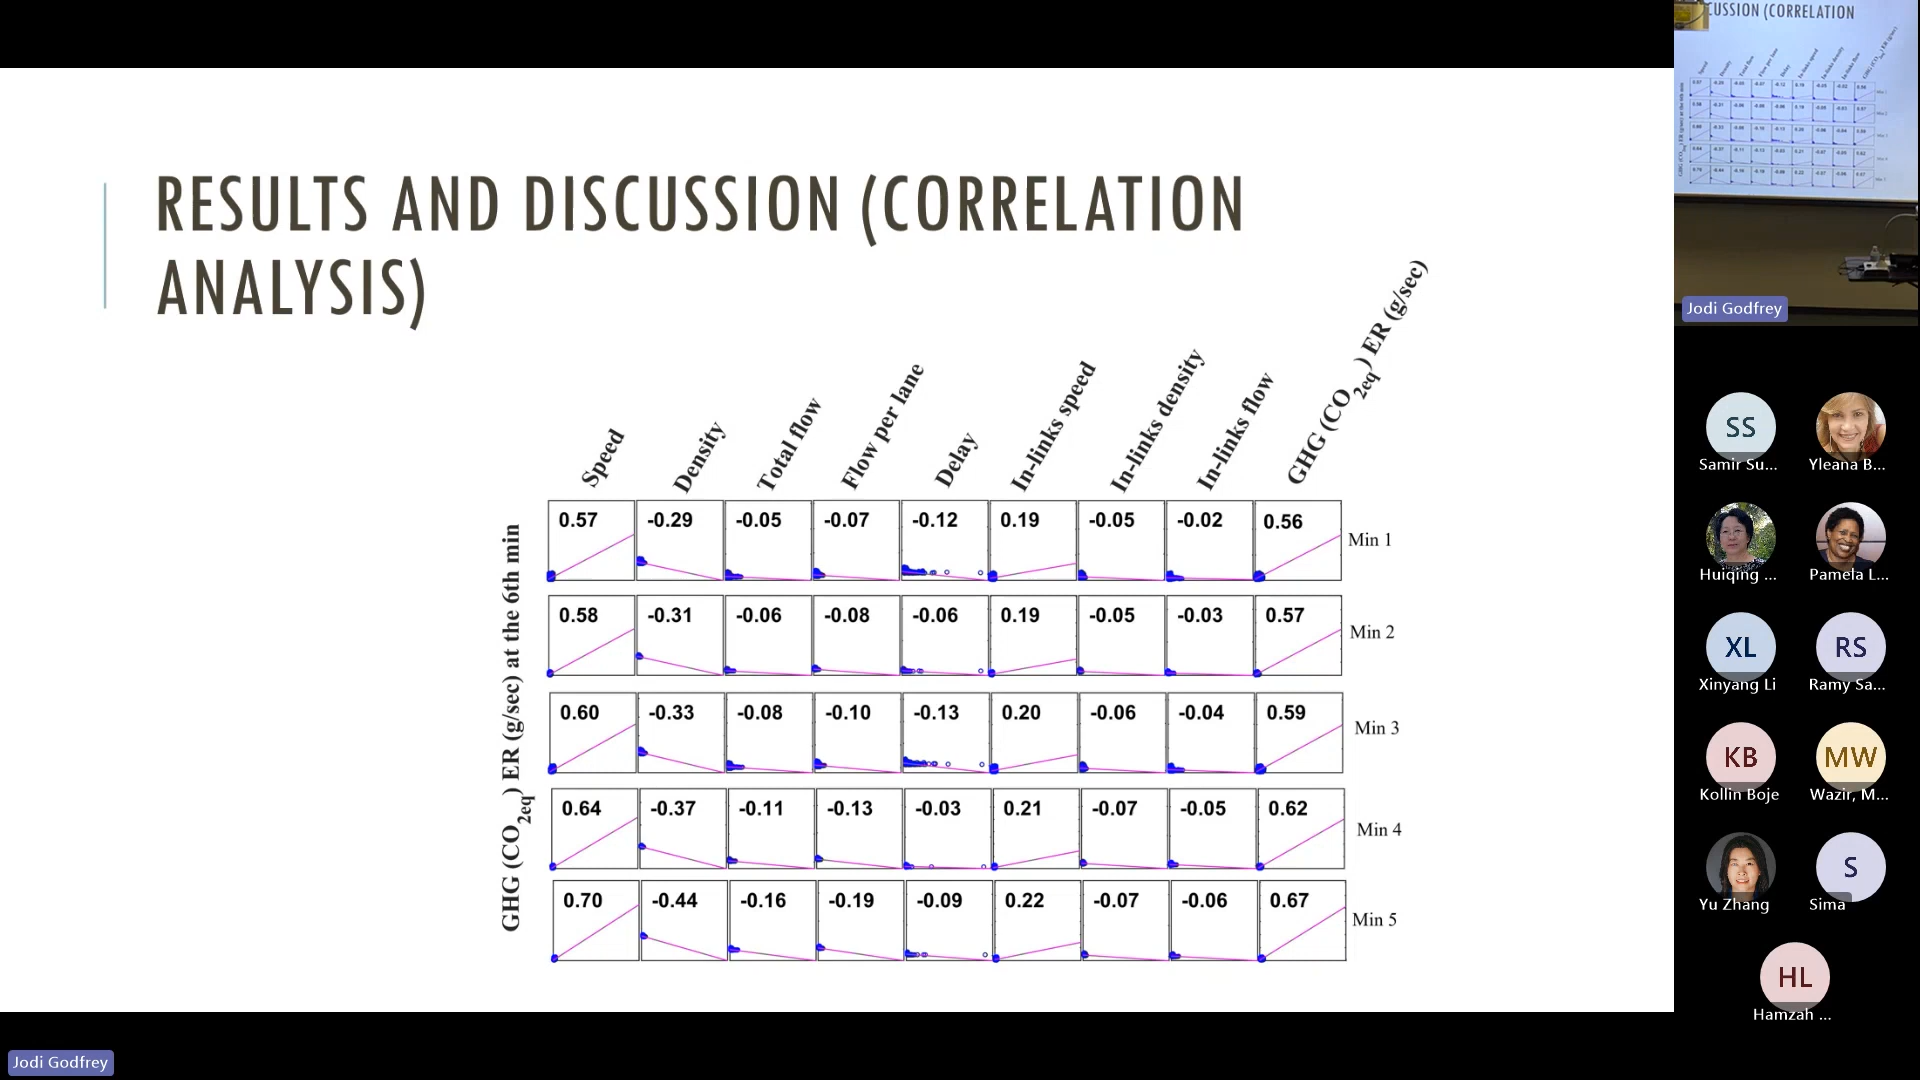 RESULTS AND DISCUSSION (CORRELATION
ANALYSIS)
Speed
Density
Total flow
Flow per lane
Delay
In-links speed
In-links density
In-links flow
GHG (CO2eq) ER (g/sec)
GHG (CO2eq) ER (g/sec) at the 6th min
0.57 -0.29 -0.05 -0.07 -0.12 0.19 -0.05 -0.02 0.56 Min 1
0.58 -0.31 -0.06 -0.08 -0.06 0.19 -0.05 -0.03 0.57 Min 2
0.60 -0.33 -0.08 -0.10 -0.13 0.20 -0.06 -0.04 0.59 Min 3
0.64 -0.37 -0.11 -0.13 -0.03 0.21 -0.07 -0.05 0.62 Min 4
0.70 -0.44 -0.16 -0.19 -0.09 0.22 -0.07 -0.06 0.67 Min 5
Jodi Godfrey
CUSSION (CORRELATION
Jodi Godfrey
SS
Samir Su...
Yleana B...
Huiqing ...
Pamela L...
XL
Xinyang Li
RS
Ramy Sa...
KB
Kollin Boje
MW
Wazir, M...
Yu Zhang
S
Sima
HL
Hamzah ...